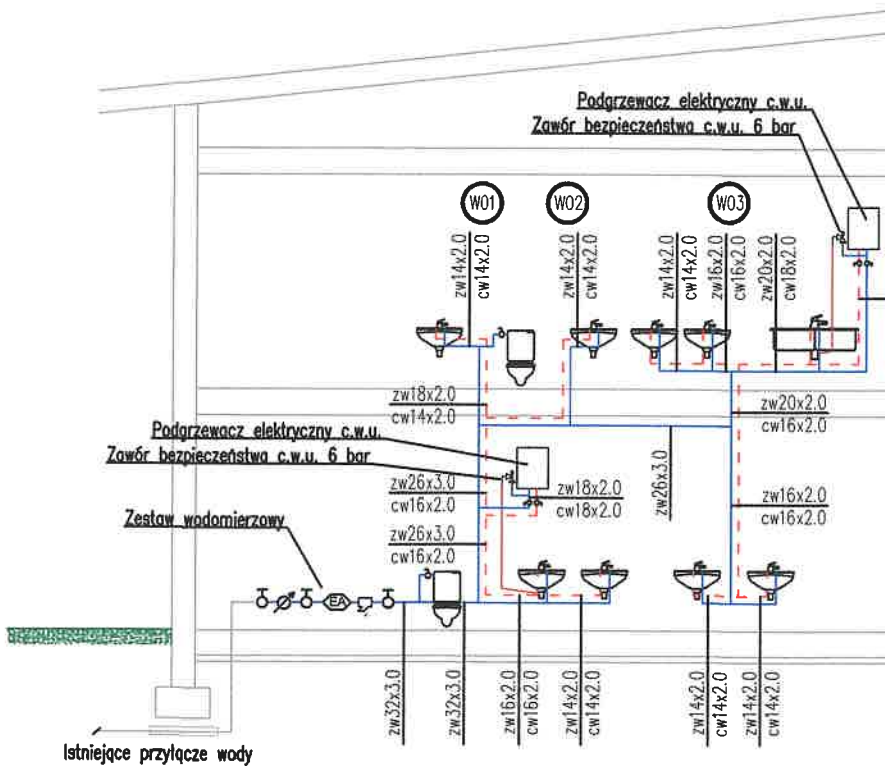 Podgrzewacz elektryczny c.w.u.
Zawór bezpieczeństwa c.w.u. 6 bar
W01
W02
W03
zw14x2.0
cw14x2.0
zw14x2.0
cw14x2.0
zw14x2.0
cw14x2.0
zw16x2.0
cw16x2.0
zw20x2.0
cw18x2.0
zw18x2.0
cw14x2.0
zw20x2.0
cw16x2.0
Podgrzewacz elektryczny c.w.u.
Zawór bezpieczeństwa c.w.u. 6 bar
zw26x3.0
cw16x2.0
zw18x2.0
cw18x2.0
zw26x3.0
zw16x2.0
cw16x2.0
Zestaw wodomierzowy
zw26x3.0
cw16x2.0
EA
zw32x3.0
zw32x3.0
zw16x2.0
cw16x2.0
zw14x2.0
cw14x2.0
zw14x2.0
cw14x2.0
zw14x2.0
cw14x2.0
Istniejące przyłącze wody